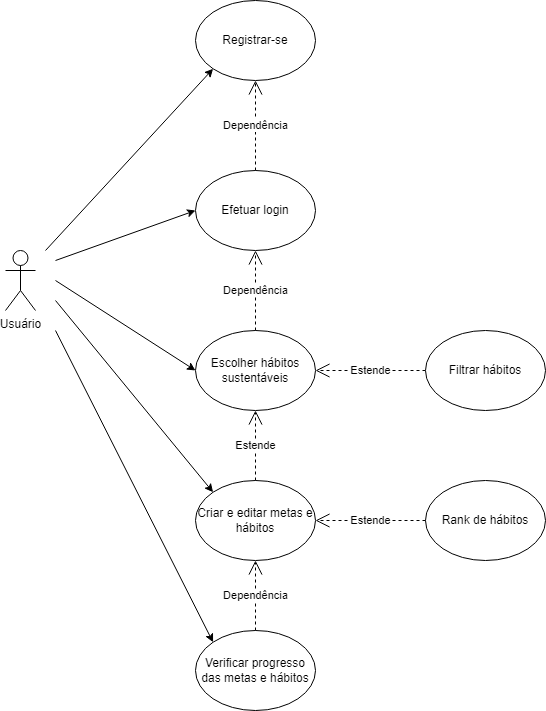 Registrar-se
Dependência
Efetuar login
Usuário
Dependência
Escolher hábitos
sustentáveis
Estende
Filtrar hábitos
Estende
Criar e editar metas e
hábitos
Estende
Rank de hábitos
Dependência
Verificar progresso
das metas e hábitos